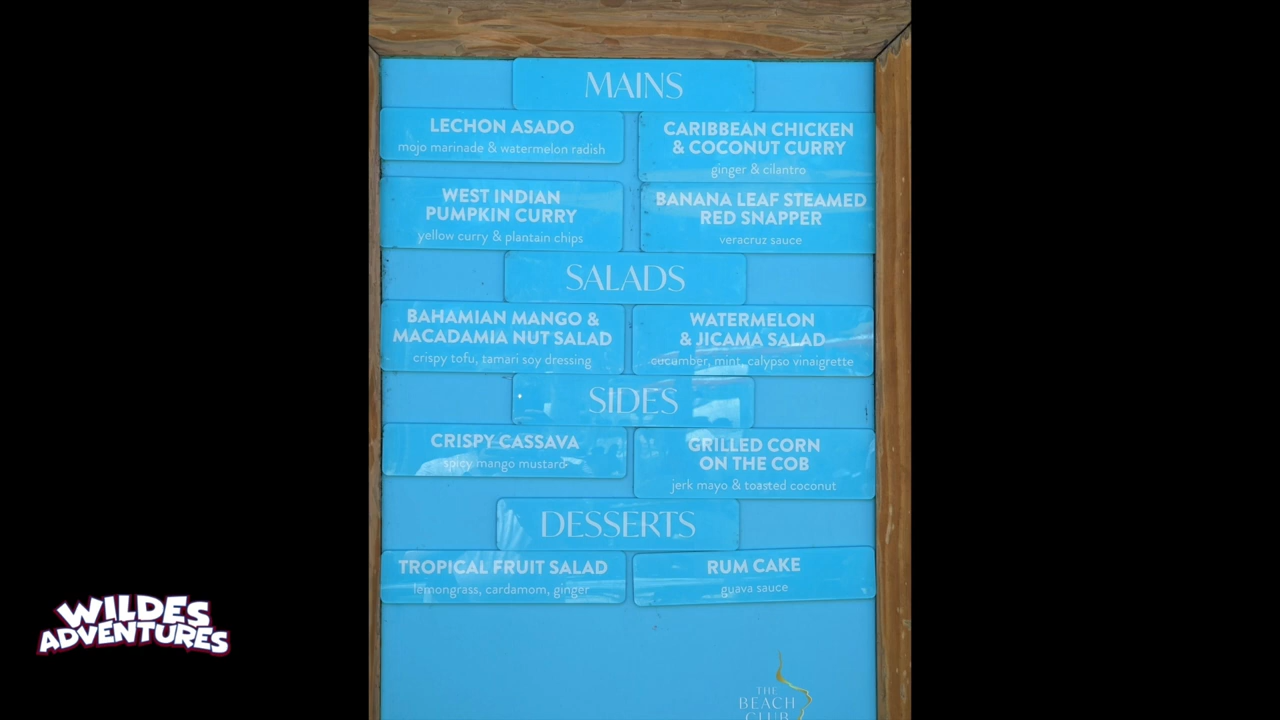 MAINS
LECHON ASADO
mojo marinade & watermelon radish
CARIBBEAN CHICKEN
& COCONUT CURRY
ginger & cilantro
WEST INDIAN
PUMPKIN CURRY
yellow curry & plantain chips
BANANA LEAF STEAMED
RED SNAPPER
veracruz sauce
SALADS
BAHAMIAN MANGO &
MACADAMIA NUT SALAD
crispy tofu, tamari soy dressing
WATERMELON
& JICAMA SALAD
cucumber, mint, calypso vinaigrette
SIDES
CRISPY CASSAVA
spicy mango mustard
GRILLED CORN
ON THE COB
jerk mayo & toasted coconut
DESSERTS
TROPICAL FRUIT SALAD
lemongrass, cardamom, ginger
RUM CAKE
guava sauce
WILDES
ADVENTURES
THE
BEACH
CLUB